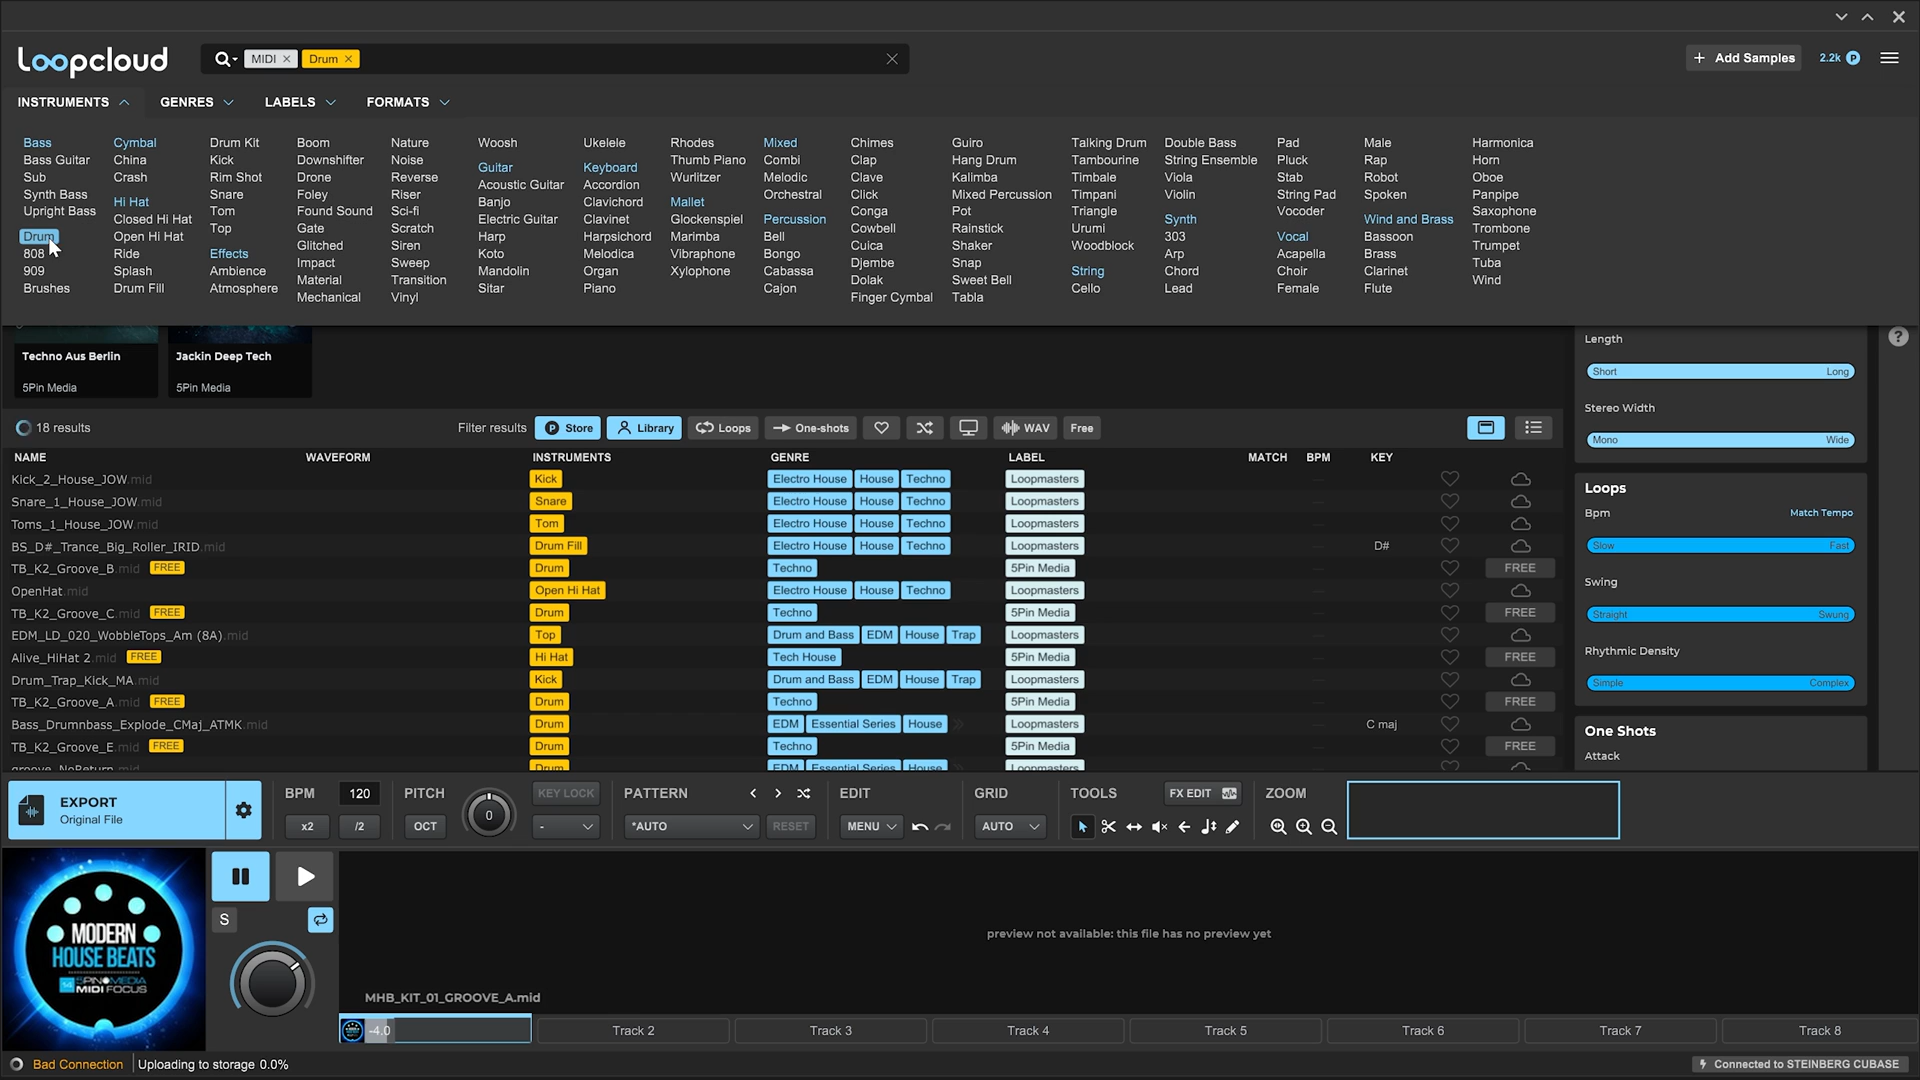 Loopcloud
MIDI × Drum ×
+ Add Samples 2.2k P
INSTRUMENTS GENRES LABELS FORMATS
Bass
Bass Guitar
Sub
Synth Bass
Upright Bass
Drum
808
909
Brushes
Cymbal
China
Crash
Hi Hat
Closed Hi Hat
Open Hi Hat
Ride
Splash
Drum Fill
Drum Kit
Kick
Rim Shot
Snare
Tom
Top
Effects
Ambience
Atmosphere
Boom
Downshifter
Drone
Foley
Found Sound
Gate
Glitched
Impact
Material
Mechanical
Nature
Noise
Reverse
Riser
Sci-fi
Scratch
Siren
Sweep
Transition
Vinyl
Woosh
Guitar
Acoustic Guitar
Banjo
Electric Guitar
Harp
Koto
Mandolin
Sitar
Ukelele
Keyboard
Accordion
Clavichord
Clavinet
Harpsichord
Melodica
Organ
Piano
Rhodes
Thumb Piano
Wurlitzer
Mallet
Glockenspiel
Marimba
Vibraphone
Xylophone
Mixed
Combi
Melodic
Orchestral
Percussion
Bell
Bongo
Cabassa
Cajon
Chimes
Clap
Clave
Click
Conga
Cowbell
Cuica
Djembe
Dolak
Finger Cymbal
Guiro
Hang Drum
Kalimba
Mixed Percussion
Pot
Rainstick
Shaker
Snap
Sweet Bell
Tabla
Talking Drum
Tambourine
Timbale
Timpani
Triangle
Urumi
Woodblock
String
Cello
Double Bass
String Ensemble
Viola
Violin
Synth
303
Arp
Chord
Lead
Pad
Pluck
Stab
String Pad
Vocoder
Vocal
Acapella
Choir
Female
Male
Rap
Robot
Spoken
Wind and Brass
Bassoon
Brass
Clarinet
Flute
Harmonica
Horn
Oboe
Panpipe
Saxophone
Trombone
Trumpet
Tuba
Wind
Techno Aus Berlin
5Pin Media
Jackin Deep Tech
5Pin Media
?
Length
Short Long
Stereo Width
Mono Wide
18 results Filter results P Store Library Loops One-shots WAV Free
NAME WAVEFORM INSTRUMENTS GENRE LABEL MATCH BPM KEY
Kick_2_House_JOW.mid Kick Electro House House Techno Loopmasters
Snare_1_House_JOW.mid Snare Electro House House Techno Loopmasters
Toms_1_House_JOW.mid Tom Electro House House Techno Loopmasters
BS_D#_Trance_Big_Roller_IRID.mid Drum Fill Electro House House Techno Loopmasters D#
TB_K2_Groove_B.mid FREE Drum Techno 5Pin Media FREE
OpenHat.mid Open Hi Hat Electro House House Techno Loopmasters
TB_K2_Groove_C.mid FREE Drum Techno 5Pin Media FREE
EDM_LD_020_WobbleTops_Am (8A).mid Top Drum and Bass EDM House Trap Loopmasters
Alive_HiHat 2.mid FREE Hi Hat Tech House 5Pin Media FREE
Drum_Trap_Kick_MA.mid Kick Drum and Bass EDM House Trap Loopmasters
TB_K2_Groove_A.mid FREE Drum Techno 5Pin Media FREE
Bass_Drumnbass_Explode_CMaj_ATMK.mid Drum EDM Essential Series House Loopmasters C maj
TB_K2_Groove_E.mid FREE Drum Techno 5Pin Media FREE
groove_NoReturn.mid Drum EDM Essential Series House Loopmasters
Loops
Bpm Match Tempo
Slow Fast
Swing
Straight Swung
Rhythmic Density
Simple Complex
One Shots
Attack
EXPORT
Original File
BPM 120
x2 /2
PITCH
OCT
0
KEY LOCK
-
PATTERN
*AUTO RESET
EDIT
MENU
GRID
AUTO
TOOLS FX EDIT
ZOOM
MODERN
HOUSE BEATS
5PIN MEDIA
MIDI FOCUS
S
preview not available: this file has no preview yet
MHB_KIT_01_GROOVE_A.mid
-4.0 Track 2 Track 3 Track 4 Track 5 Track 6 Track 7 Track 8
Bad Connection Uploading to storage 0.0% Connected to STEINBERG CUBASE